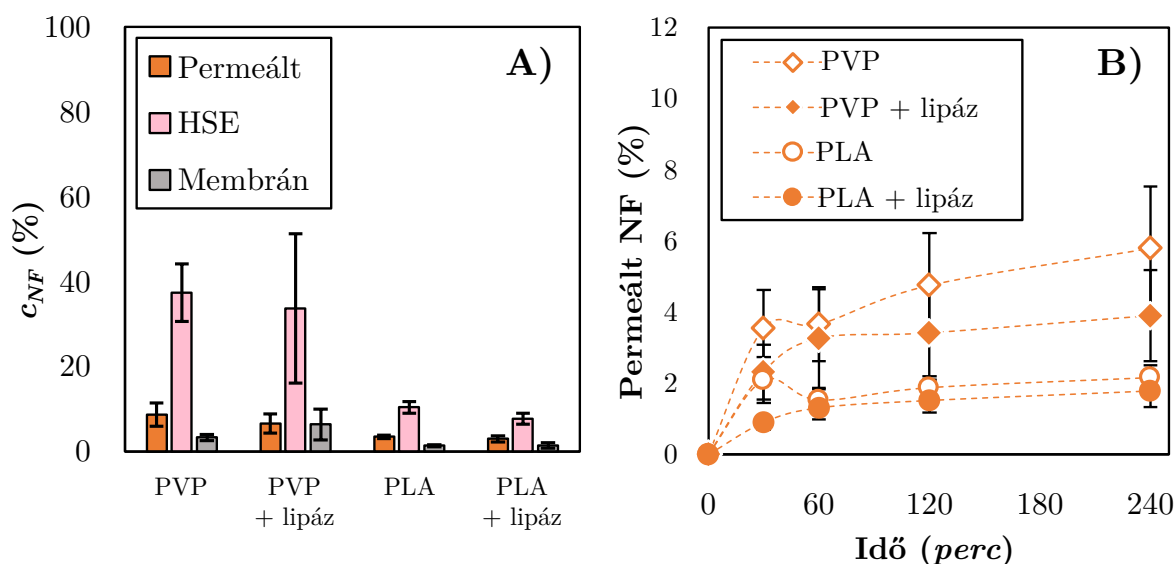 A)
100
80
60
40
20
0
c_NF (%)
Permeált
HSE
Membrán
PVP
PVP
+ lipáz
PLA
PLA
+ lipáz
B)
12
10
8
6
4
2
0
Permeált NF (%)
PVP
PVP + lipáz
PLA
PLA + lipáz
0 60 120 180 240
Idő (perc)